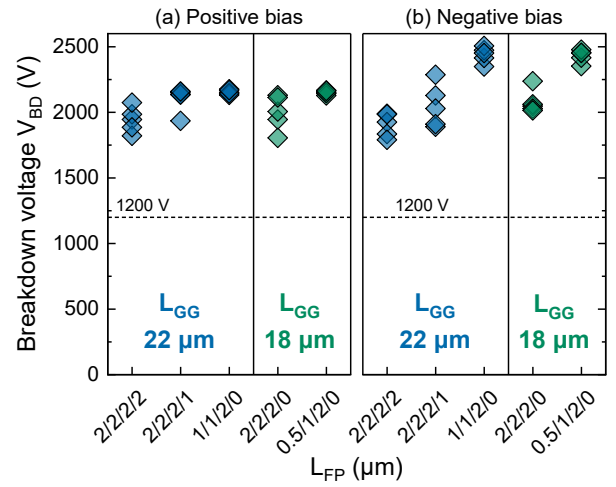 (a) Positive bias
(b) Negative bias
Breakdown voltage V_BD (V)
2500
2000
1500
1000
500
0
1200 V
1200 V
L_GG
22 µm
L_GG
18 µm
L_GG
22 µm
L_GG
18 µm
2/2/2/2
2/2/2/1
1/1/2/0
2/2/2/0
0.5/1/2/0
2/2/2/2
2/2/2/1
1/1/2/0
2/2/2/0
0.5/1/2/0
L_FP (µm)